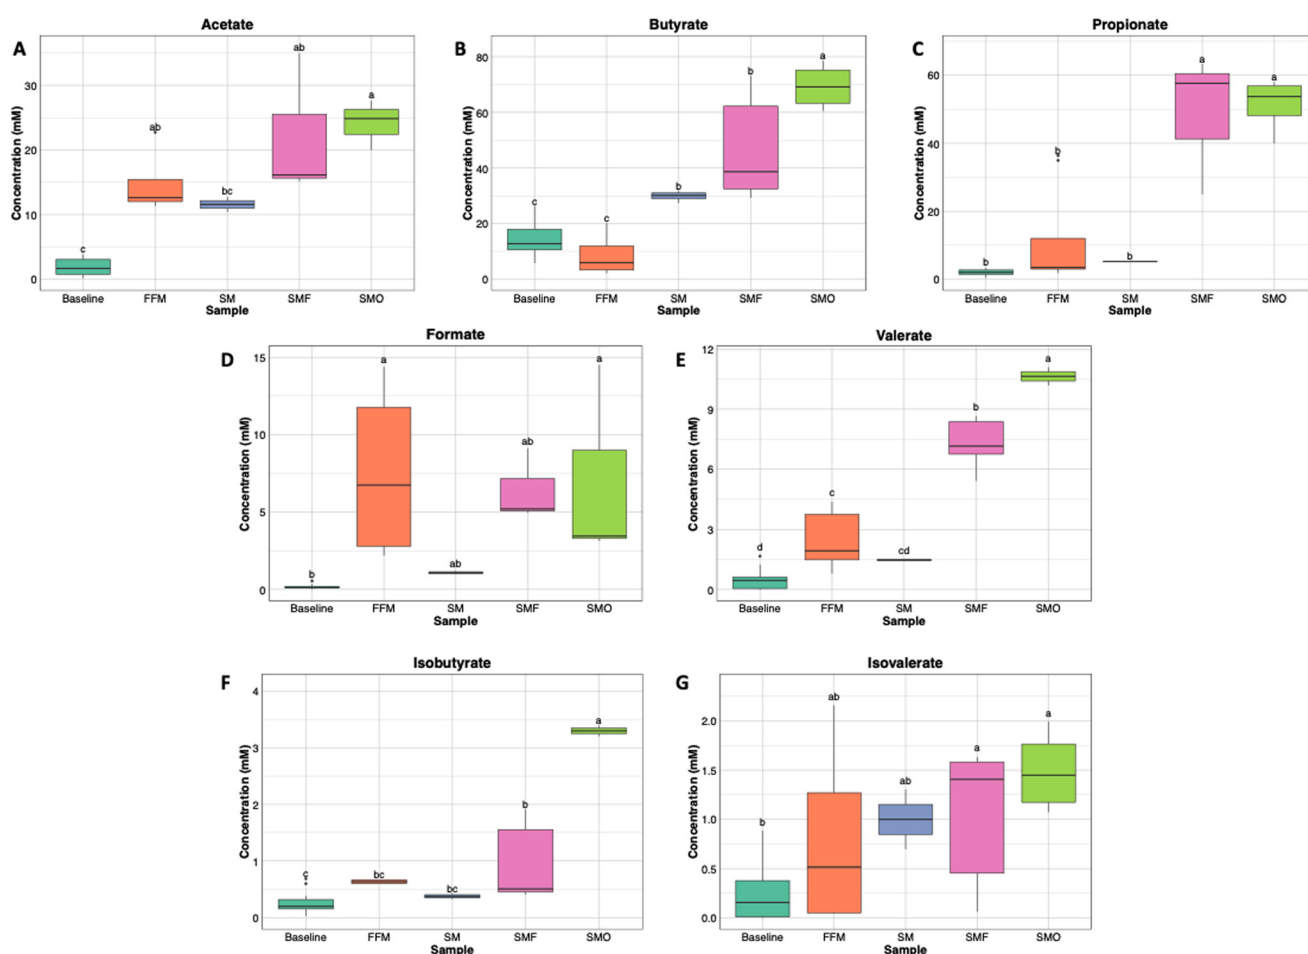 Acetate
A
Concentration (mM)
30
20
10
0
ab
ab
bc
a
c
Baseline FFM SM SMF SMO
Sample
Butyrate
B
Concentration (mM)
80
60
40
20
0
c
c
b
b
a
Baseline FFM SM SMF SMO
Sample
Propionate
C
Concentration (mM)
60
40
20
0
b
b
b
a
a
Baseline FFM SM SMF SMO
Sample
Formate
D
Concentration (mM)
15
10
5
0
b
a
ab
ab
a
Baseline FFM SM SMF SMO
Sample
Valerate
E
Concentration (mM)
12
9
6
3
0
d
c
cd
b
a
Baseline FFM SM SMF SMO
Sample
Isobutyrate
F
Concentration (mM)
4
3
2
1
0
c
bc
bc
b
a
Baseline FFM SM SMF SMO
Sample
Isovalerate
G
Concentration (mM)
2.0
1.5
1.0
0.5
0.0
b
ab
ab
a
a
Baseline FFM SM SMF SMO
Sample